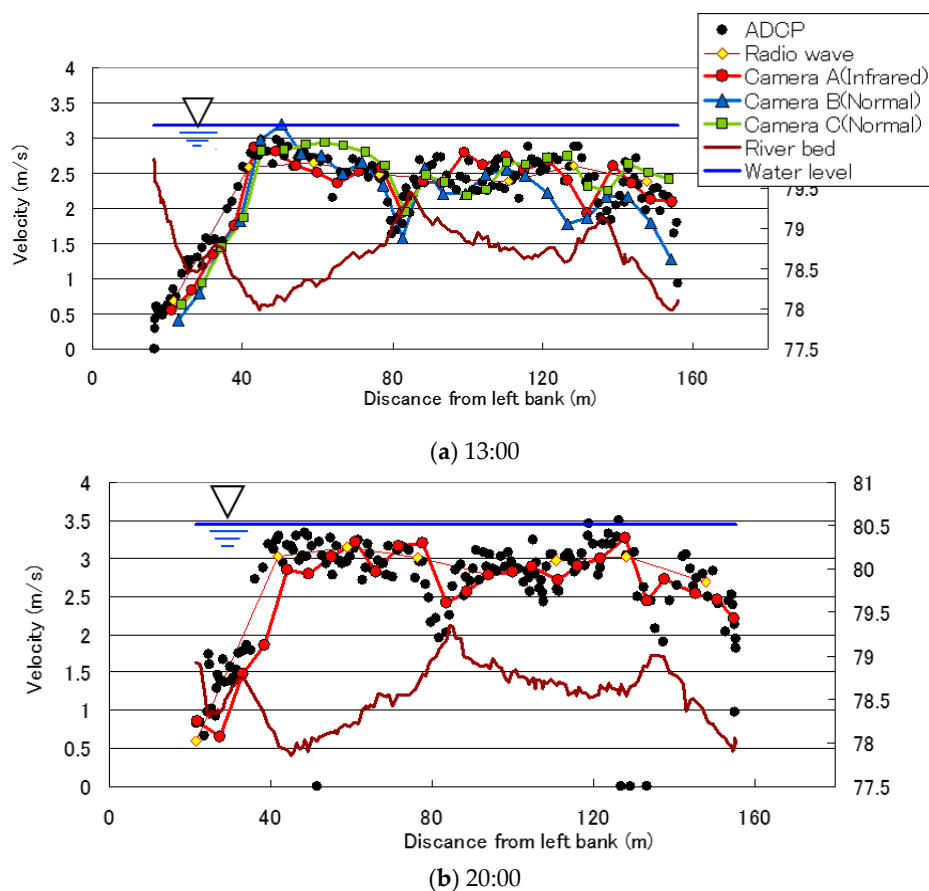 ADCP
Radio wave
Camera A(Infrared)
Camera B(Normal)
Camera C(Normal)
River bed
Water level
4
3.5
3
2.5
2
1.5
1
0.5
0
Velocity (m/s)
79.5
79
78.5
78
77.5
0 40 80 120 160
Discance from left bank (m)
(a) 13:00
4
3.5
3
2.5
2
1.5
1
0.5
0
Velocity (m/s)
81
80.5
80
79.5
79
78.5
78
77.5
0 40 80 120 160
Distance from left bank (m)
(b) 20:00